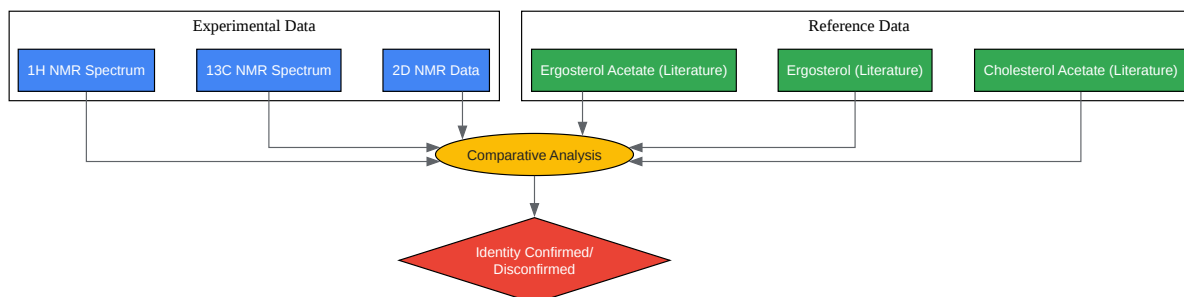 Experimental Data
Reference Data
1H NMR Spectrum
13C NMR Spectrum
2D NMR Data
Ergosterol Acetate (Literature)
Ergosterol (Literature)
Cholesterol Acetate (Literature)
Comparative Analysis
Identity Confirmed/
Disconfirmed